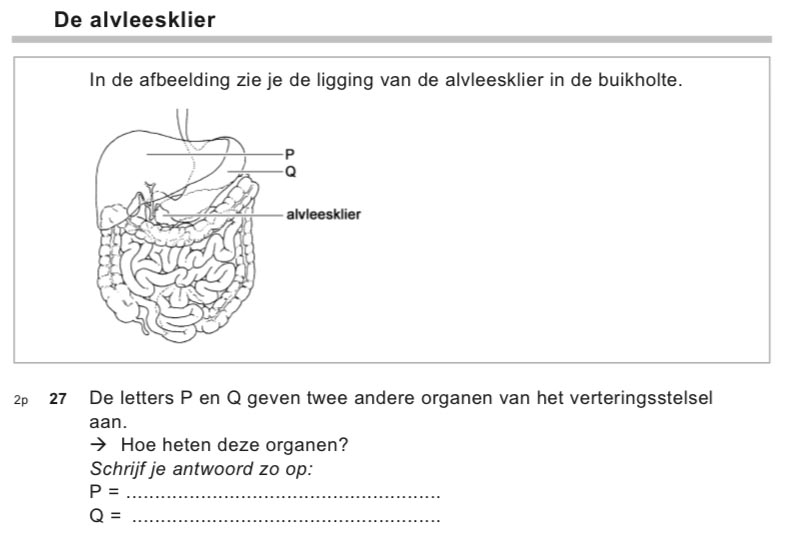 De alvleesklier
In de afbeelding zie je de ligging van de alvleesklier in de buikholte.
P
Q
alvleesklier
2p 27 De letters P en Q geven twee andere organen van het verteringsstelsel
aan.
→ Hoe heten deze organen?
Schrijf je antwoord zo op:
P = .......................................................
Q = ......................................................